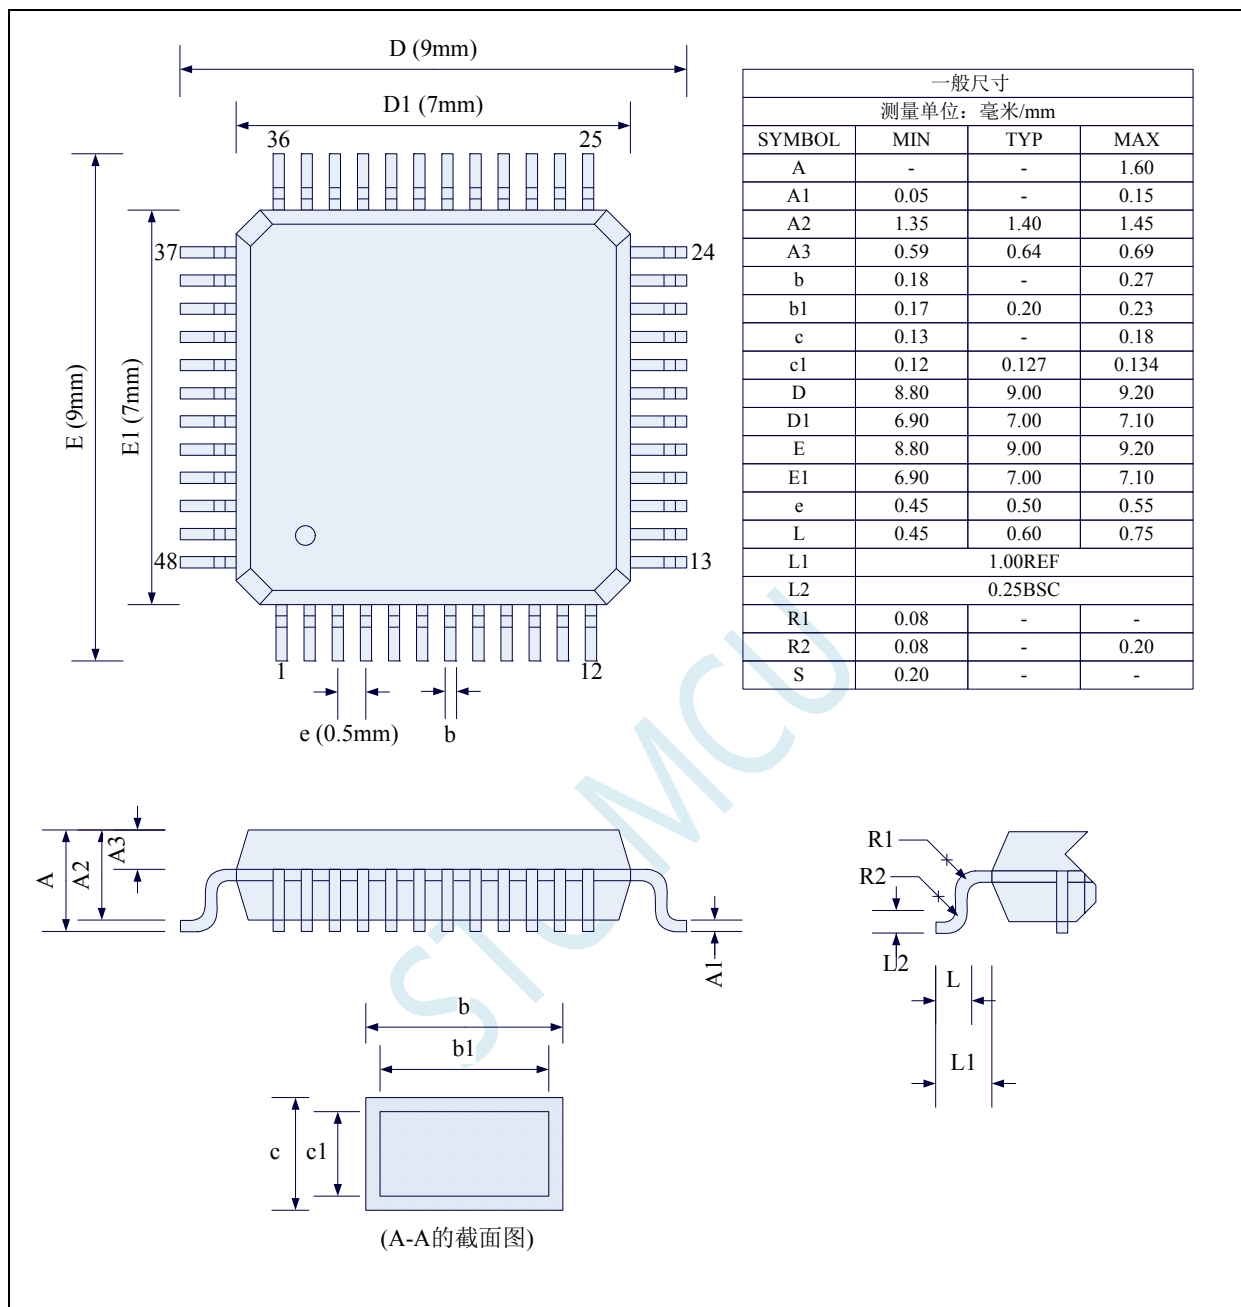 D (9mm)
D1 (7mm)
36
25
37
24
E (9mm)
E1 (7mm)
48
13
1
12
e (0.5mm)
b
一般尺寸
测量单位：毫米/mm
SYMBOL MIN TYP MAX
A - - 1.60
A1 0.05 - 0.15
A2 1.35 1.40 1.45
A3 0.59 0.64 0.69
b 0.18 - 0.27
b1 0.17 0.20 0.23
c 0.13 - 0.18
c1 0.12 0.127 0.134
D 8.80 9.00 9.20
D1 6.90 7.00 7.10
E 8.80 9.00 9.20
E1 6.90 7.00 7.10
e 0.45 0.50 0.55
L 0.45 0.60 0.75
L1 1.00REF
L2 0.25BSC
R1 0.08 - -
R2 0.08 - 0.20
S 0.20 - -
A
A2
A3
A1
R1
R2
L2
L
L1
b
b1
c
c1
(A-A的截面图)
STC MCU